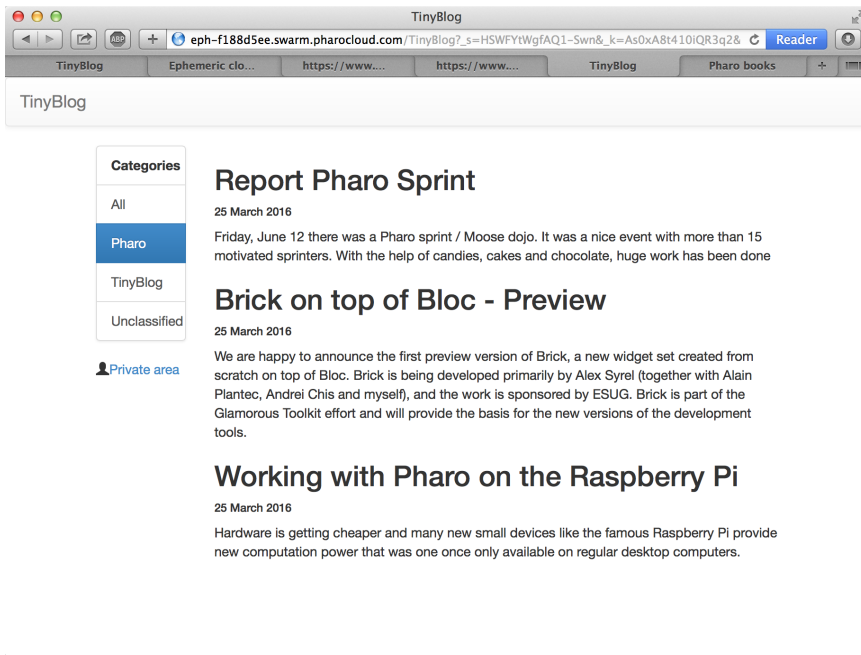 TinyBlog
ABP
eph-f188d5ee.swarm.pharocloud.com/TinyBlog?_s=HSWFYtWgfAQ1-Swn&_k=As0xA8t410iQR3q2&
Reader
TinyBlog
Ephemeric clo...
https://www....
https://www....
TinyBlog
Pharo books
TinyBlog
Categories
All
Pharo
TinyBlog
Unclassified
Private area
Report Pharo Sprint
25 March 2016
Friday, June 12 there was a Pharo sprint / Moose dojo. It was a nice event with more than 15
motivated sprinters. With the help of candies, cakes and chocolate, huge work has been done
Brick on top of Bloc - Preview
25 March 2016
We are happy to announce the first preview version of Brick, a new widget set created from
scratch on top of Bloc. Brick is being developed primarily by Alex Syrel (together with Alain
Plantec, Andrei Chis and myself), and the work is sponsored by ESUG. Brick is part of the
Glamorous Toolkit effort and will provide the basis for the new versions of the development
tools.
Working with Pharo on the Raspberry Pi
25 March 2016
Hardware is getting cheaper and many new small devices like the famous Raspberry Pi provide
new computation power that was one once only available on regular desktop computers.